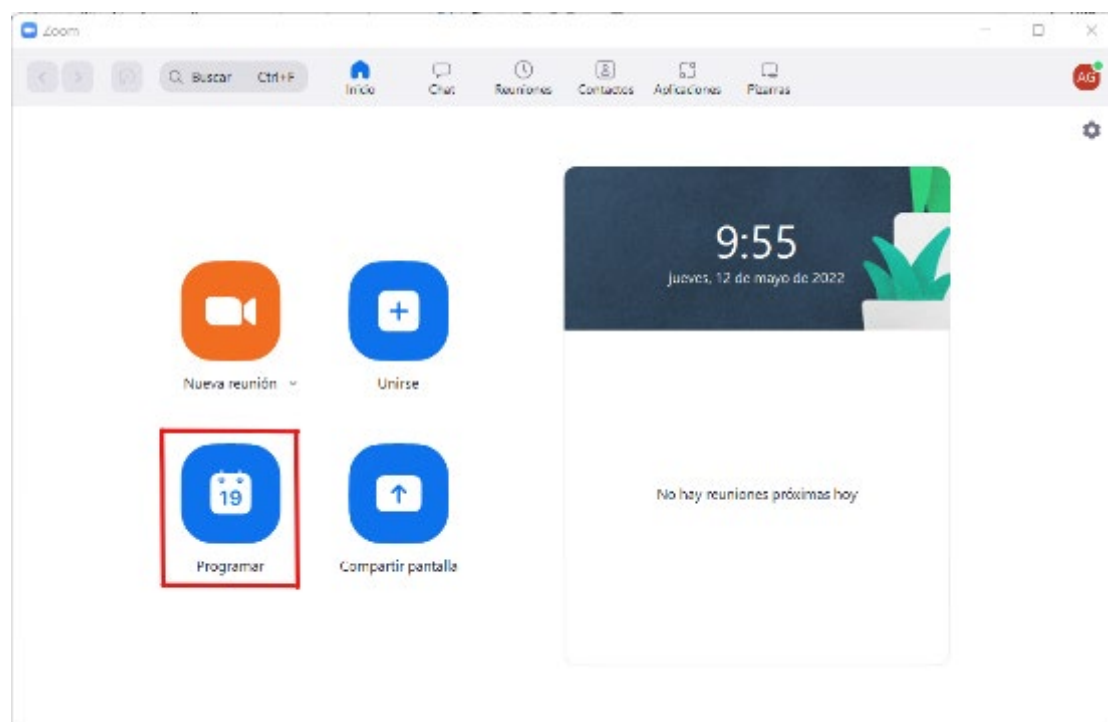 Zoom
Buscar Ctrl+F
Inicio
Chat
Reuniones
Contactos
Aplicaciones
Pizarras
AG
9:55
jueves, 12 de mayo de 2022
Nueva reunión
Unirse
19
Programar
Compartir pantalla
No hay reuniones próximas hoy